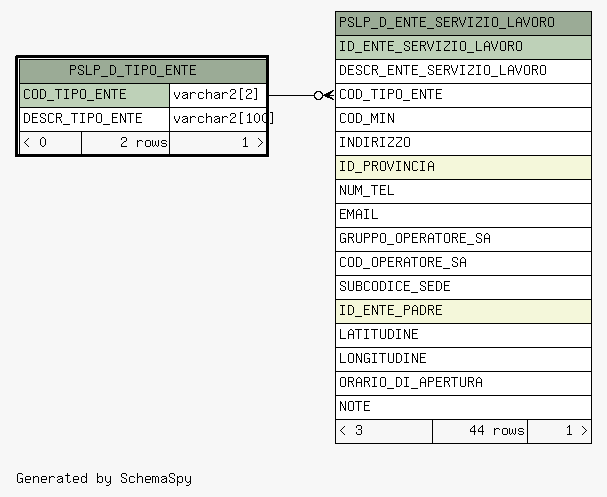 PSLP_D_TIPO_ENTE
COD_TIPO_ENTE varchar2[2]
DESCR_TIPO_ENTE varchar2[100]
< 0 2 rows 1 >
PSLP_D_ENTE_SERVIZIO_LAVORO
ID_ENTE_SERVIZIO_LAVORO
DESCR_ENTE_SERVIZIO_LAVORO
COD_TIPO_ENTE
COD_MIN
INDIRIZZO
ID_PROVINCIA
NUM_TEL
EMAIL
GRUPPO_OPERATORE_SA
COD_OPERATORE_SA
SUBCODICE_SEDE
ID_ENTE_PADRE
LATITUDINE
LONGITUDINE
ORARIO_DI_APERTURA
NOTE
< 3 44 rows 1 >
Generated by SchemaSpy